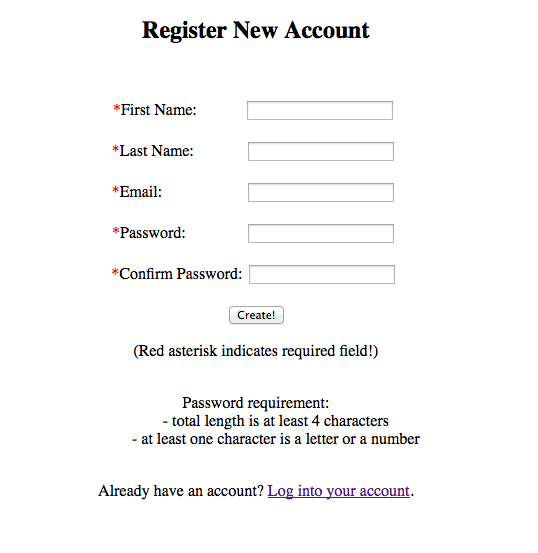 Register New Account
*First Name:
*Last Name:
*Email:
*Password:
*Confirm Password:
Create!
(Red asterisk indicates required field!)
Password requirement:
- total length is at least 4 characters
- at least one character is a letter or a number
Already have an account? Log into your account.